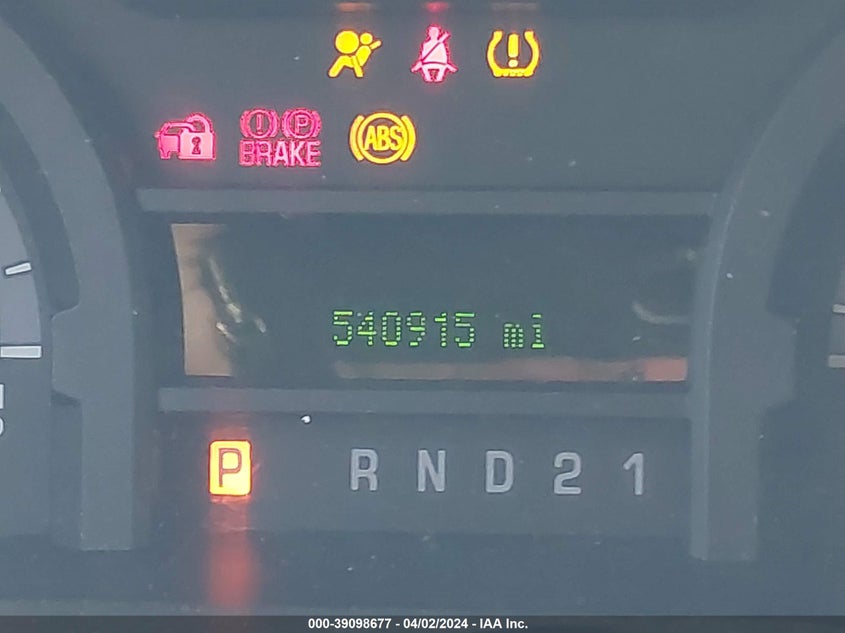 BRAKE ABS
540915 mi
P R N D 2 1
000-39098677 - 04/02/2024 - IAA Inc.